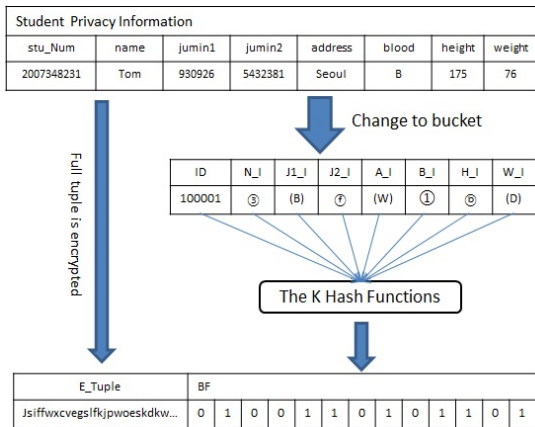 Student Privacy Information
stu_Num name jumin1 jumin2 address blood height weight
2007348231 Tom 930926 5432381 Seoul B 175 76
Change to bucket
Full tuple is encrypted
ID N_I J1_I J2_I A_I B_I H_I W_I
100001 ③ (B) ⓕ (W) ① ⓑ (D)
The K Hash Functions
E_Tuple BF
Jsiffwxcvegslfkjpwoeskdkw... 0 1 0 0 1 1 0 1 0 1 1 0 1